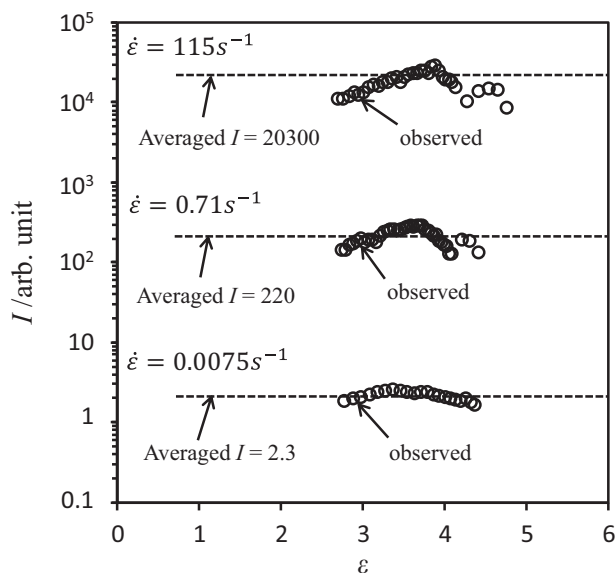 10⁵
ε̇ = 115s⁻¹
10⁴
Averaged I = 20300
observed
10³
ε̇ = 0.71s⁻¹
10²
Averaged I = 220
observed
10
ε̇ = 0.0075s⁻¹
1
Averaged I = 2.3
observed
0.1
I /arb. unit
0 1 2 3 4 5 6
ε